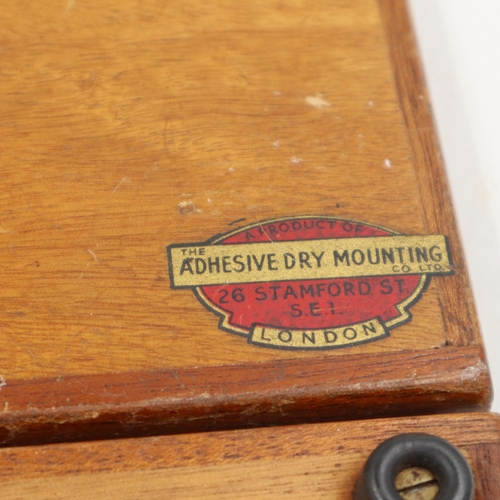 A PRODUCT OF
THE
ADHESIVE DRY MOUNTING
CO LTD.
26 STAMFORD ST.
S.E.1.
LONDON